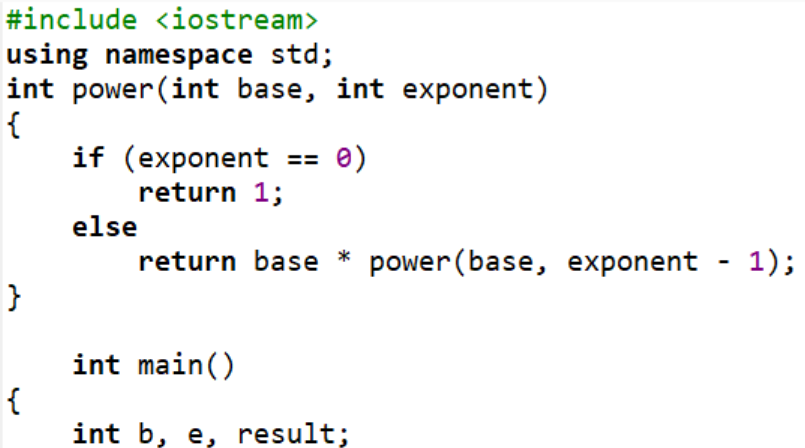 #include <iostream>
using namespace std;
int power(int base, int exponent)
{
    if (exponent == 0)
        return 1;
    else
        return base * power(base, exponent - 1);
}

    int main()
{
    int b, e, result;